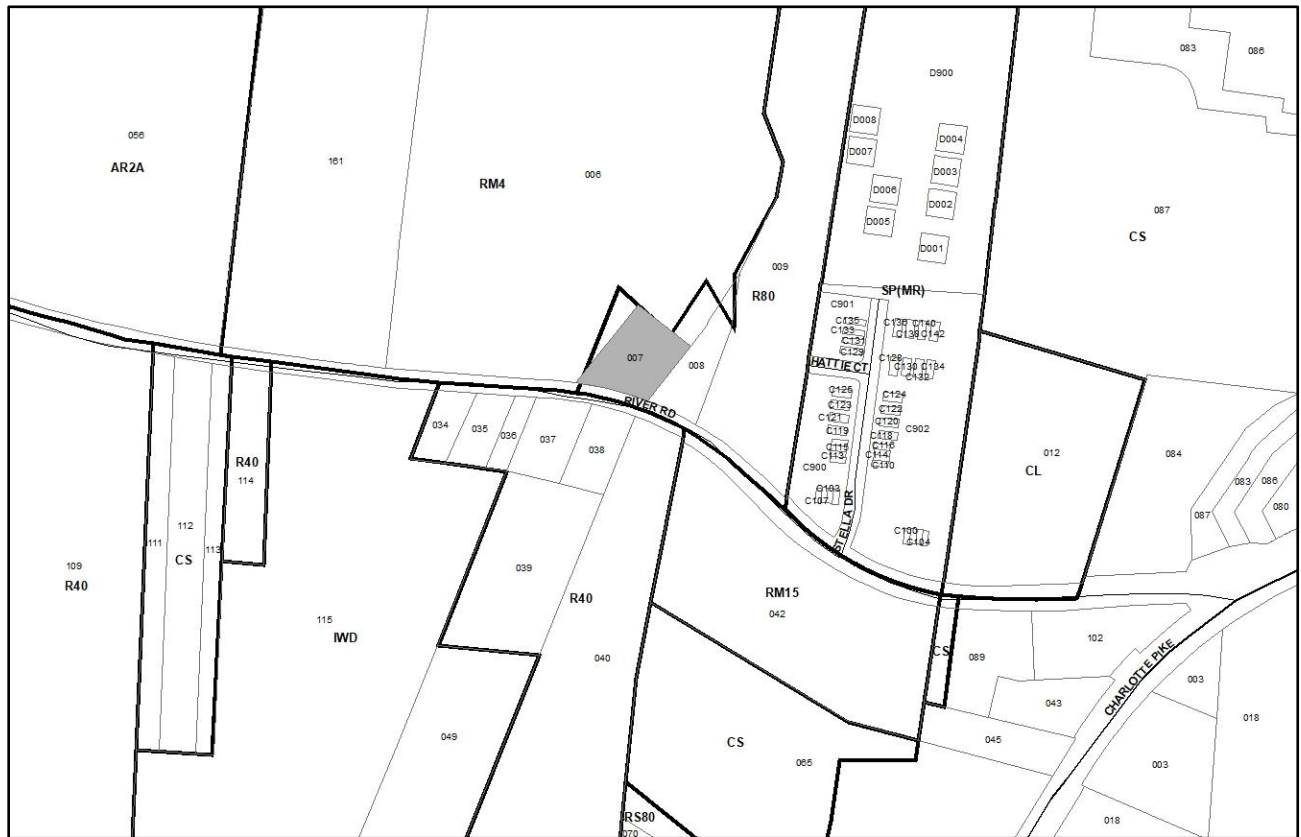 083
086
D900
D008
D004
056
D007
161
AR2A
006
D003
RM4
D006
D002
087
D005
CS
D001
009
R80
SP(MR)
C901
C135
C136
C140
C133
C138
C142
C131
C129
007
C128
HATTIE CT
C130
C134
008
C132
C125
C124
RIVER RD
C123
C122
C121
C120
034
035
C119
C902
036
037
C118
012
084
038
C115
C116
C113
C114
CL
R40
C110
C900
114
083
086
C103
080
C107
087
112
STELLA DR
C100
111
CS
113
C104
109
039
R40
RM15
R40
042
115
IWD
102
CS
040
089
CHARLOTTE PIKE
003
043
018
049
CS
045
065
003
RS80
018
070